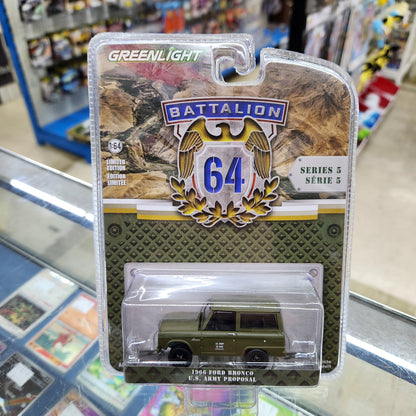 GREENLIGHT
BATTALION
64
1:64
LIMITED
EDITION
ÉDITION
LIMITÉE
SERIES 5
SÉRIE 5
1966 FORD BRONCO
U.S. ARMY PROPOSAL